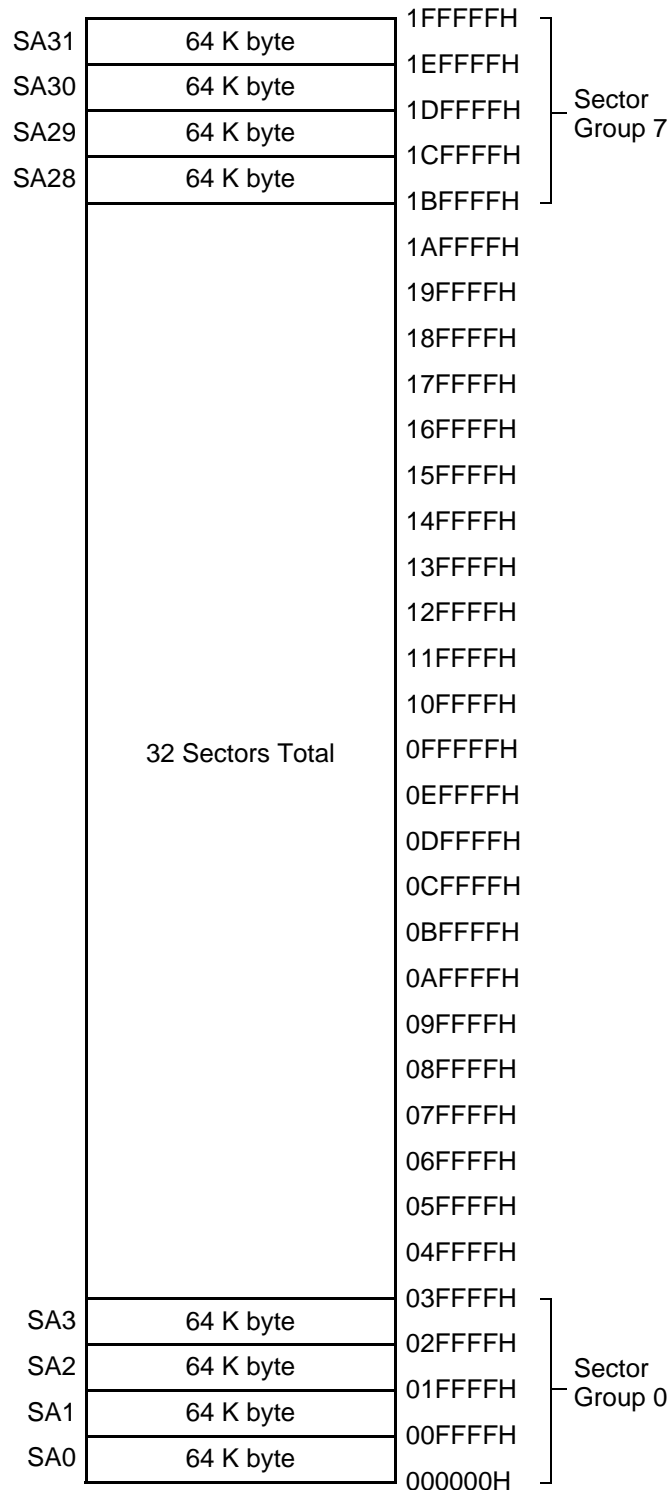 1FFFFFH
SA31 64 K byte
1EFFFFH
SA30 64 K byte
1DFFFFH
Sector
Group 7
SA29 64 K byte
1CFFFFH
SA28 64 K byte
1BFFFFH
1AFFFFH
19FFFFH
18FFFFH
17FFFFH
16FFFFH
15FFFFH
14FFFFH
13FFFFH
12FFFFH
11FFFFH
10FFFFH
32 Sectors Total
0FFFFFH
0EFFFFH
0DFFFFH
0CFFFFH
0BFFFFH
0AFFFFH
09FFFFH
08FFFFH
07FFFFH
06FFFFH
05FFFFH
04FFFFH
03FFFFH
SA3 64 K byte
02FFFFH
SA2 64 K byte
Sector
Group 0
01FFFFH
SA1 64 K byte
00FFFFH
SA0 64 K byte
000000H